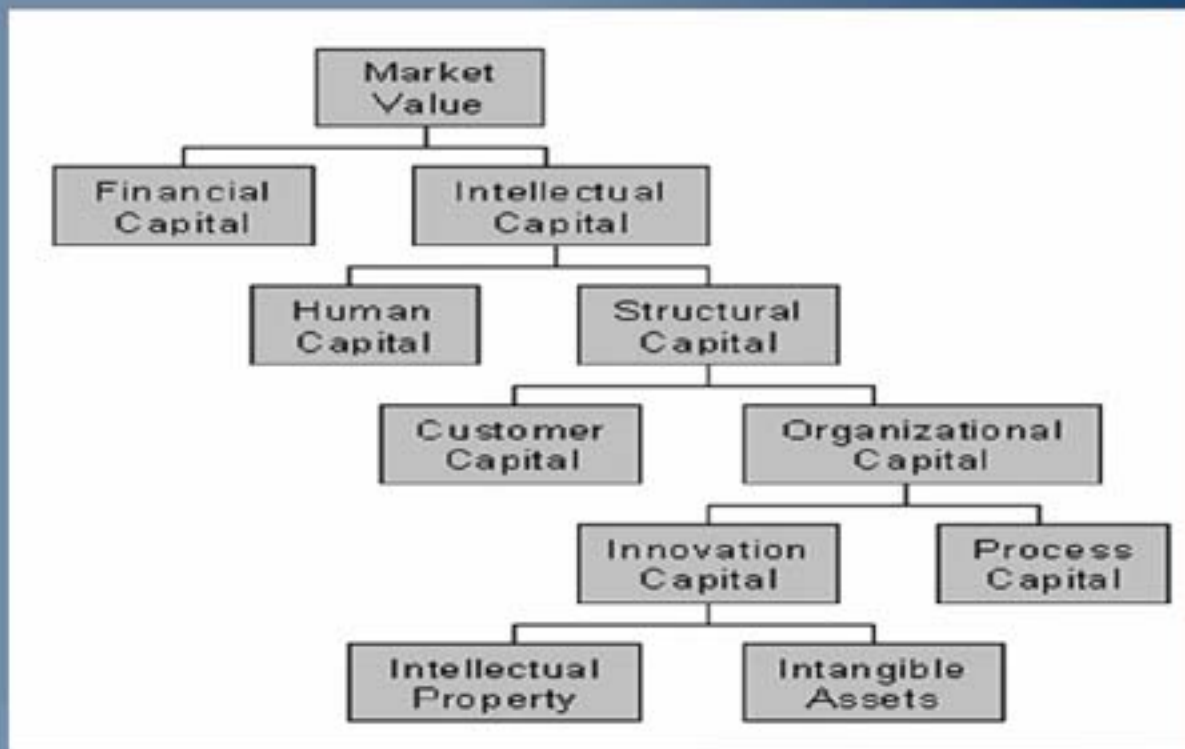 Market
Value
Financial
Capital
Intellectual
Capital
Human
Capital
Structural
Capital
Customer
Capital
Organizational
Capital
Innovation
Capital
Process
Capital
Intellectual
Property
Intangible
Assets